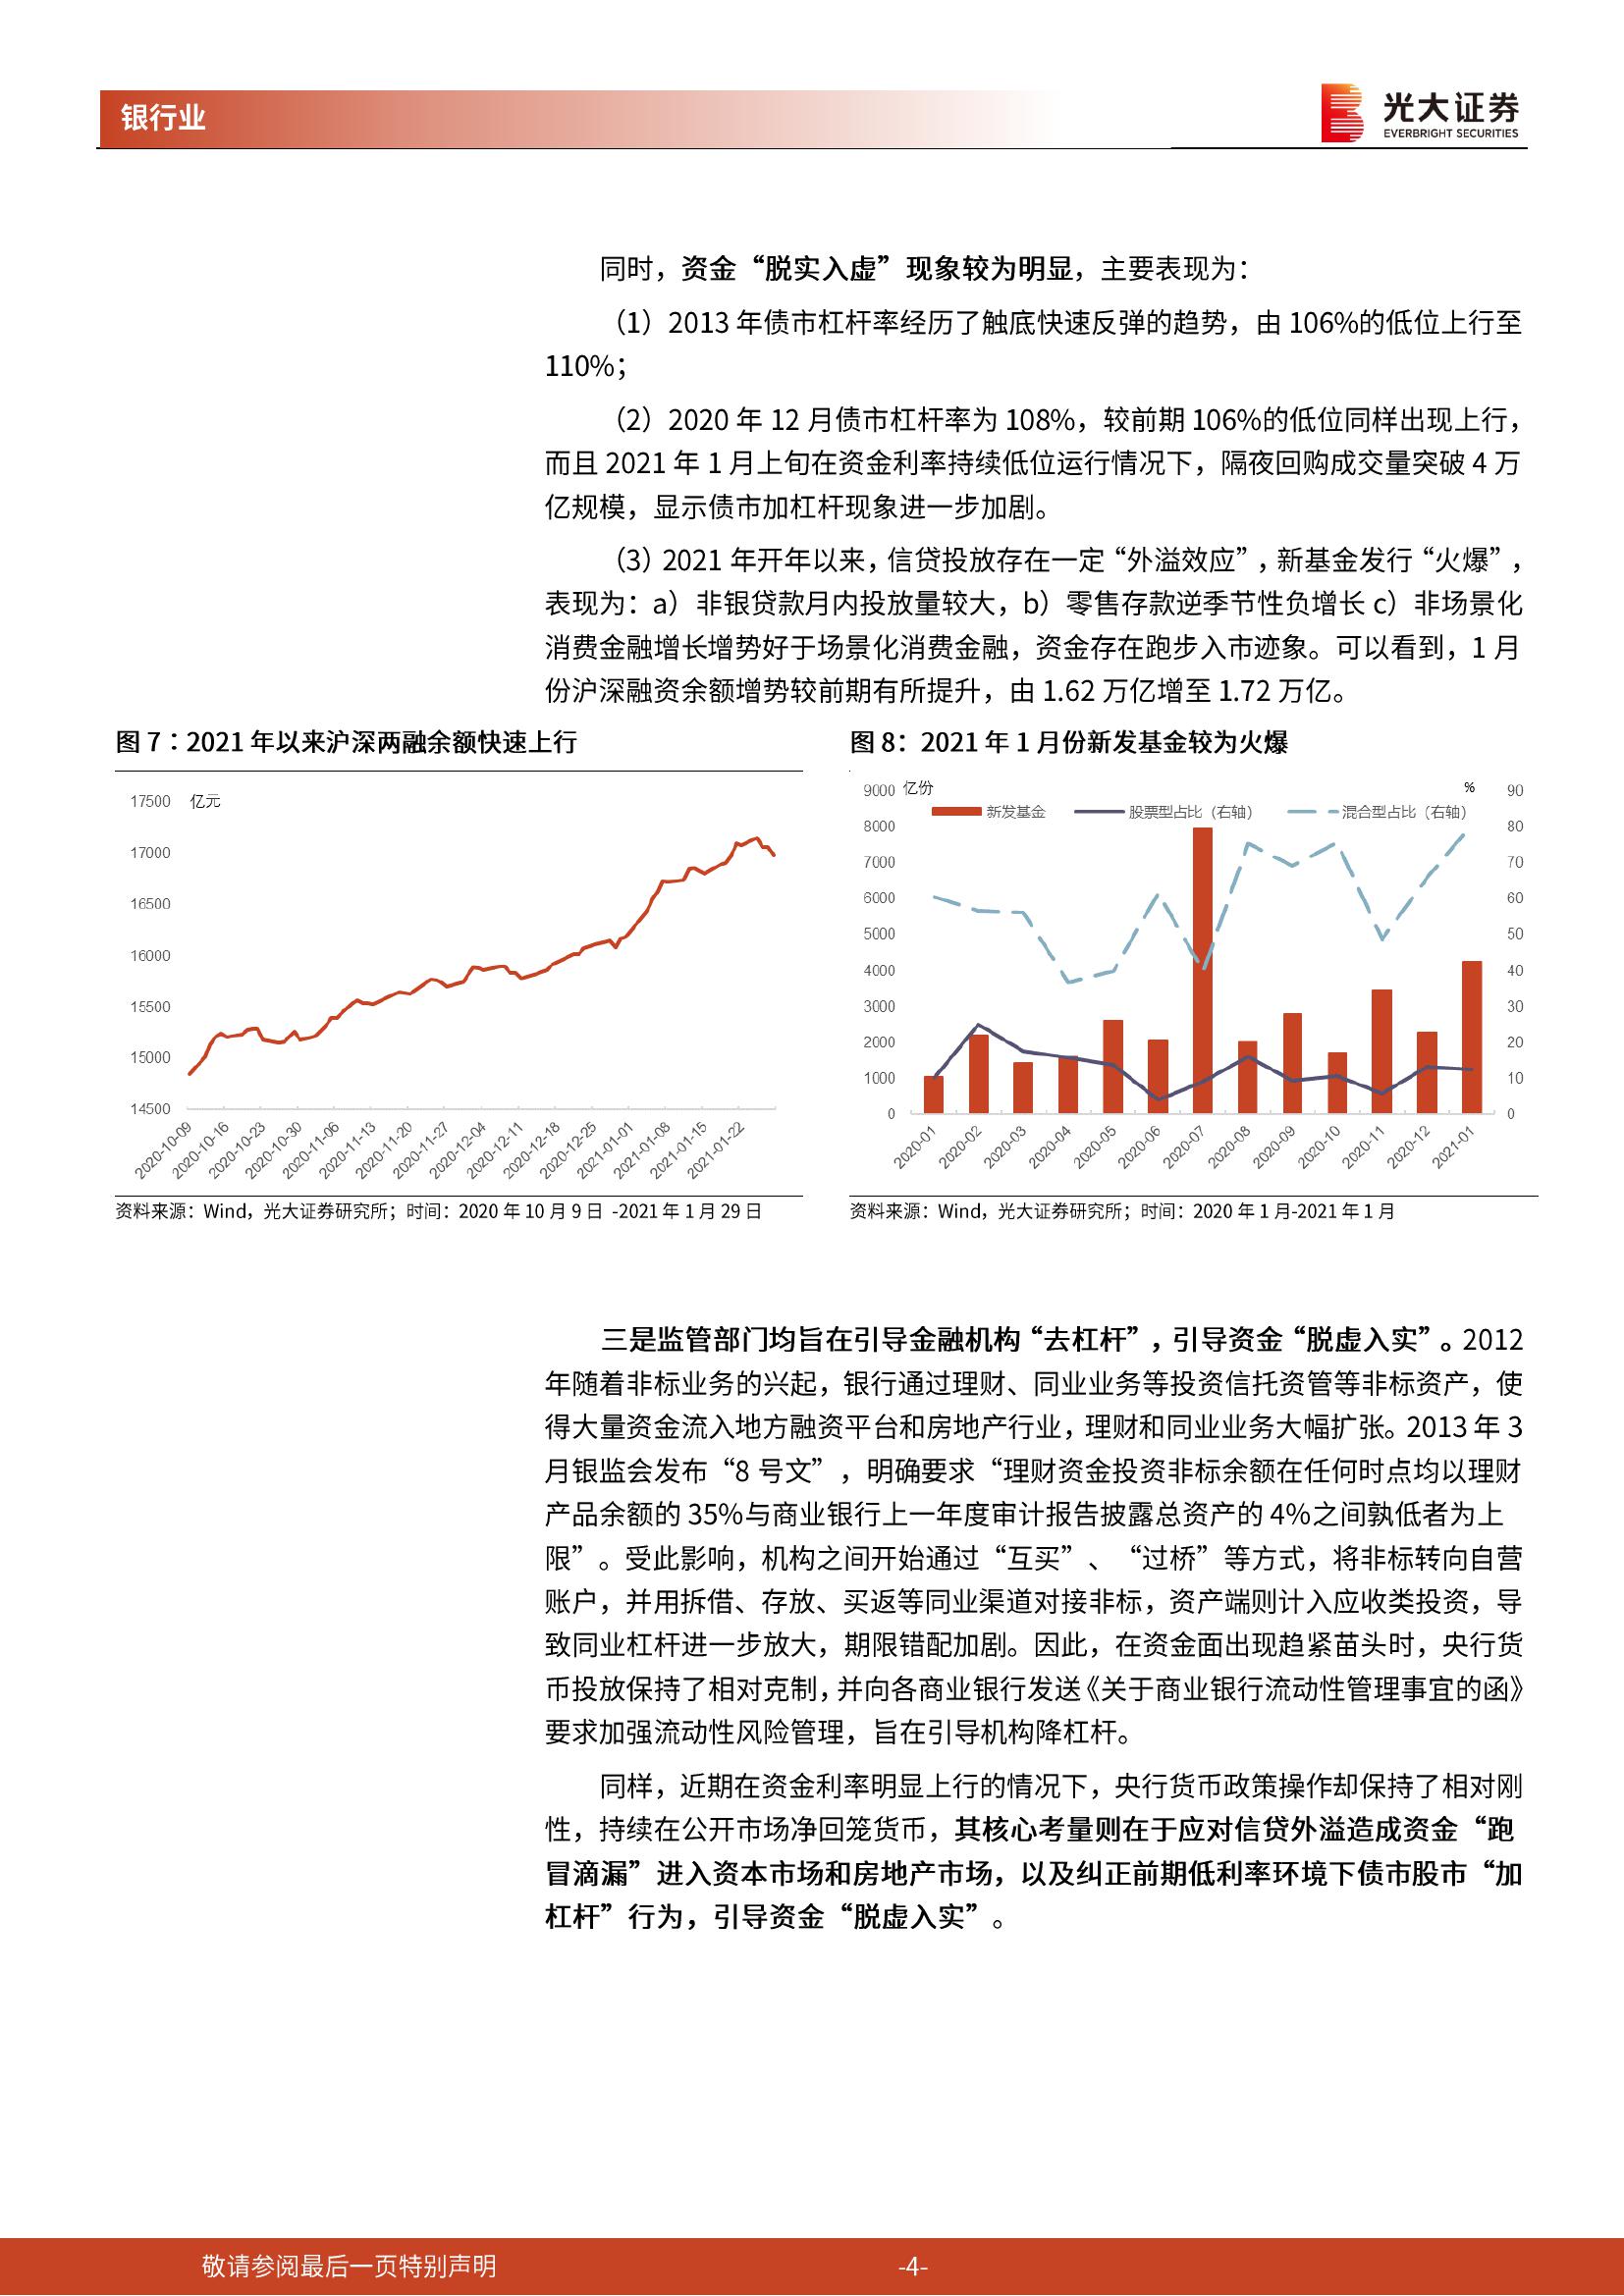 银行业
光大证券
EVERBRIGHT SECURITIES
同时，资金“脱实入虚”现象较为明显，主要表现为：
（1）2013 年债市杠杆率经历了触底快速反弹的趋势，由 106%的低位上行至
110%；
（2）2020 年 12 月债市杠杆率为 108%，较前期 106%的低位同样出现上行，
而且 2021 年 1 月上旬在资金利率持续低位运行情况下，隔夜回购成交量突破 4 万
亿规模，显示债市加杠杆现象进一步加剧。
（3）2021 年开年以来，信贷投放存在一定“外溢效应”，新基金发行“火爆”，
表现为：a）非银贷款月内投放量较大，b）零售存款逆季节性负增长 c）非场景化
消费金融增长增势好于场景化消费金融，资金存在跑步入市迹象。可以看到，1 月
份沪深融资余额增势较前期有所提升，由 1.62 万亿增至 1.72 万亿。
图 7：2021 年以来沪深两融余额快速上行
17500 亿元
17000
16500
16000
15500
15000
14500
2020-10-09 2020-10-16 2020-10-23 2020-10-30 2020-11-06 2020-11-13 2020-11-20 2020-11-27 2020-12-04 2020-12-11 2020-12-18 2020-12-25 2021-01-01 2021-01-08 2021-01-15 2021-01-22
资料来源：Wind，光大证券研究所；时间：2020 年 10 月 9 日 -2021 年 1 月 29 日
图 8：2021 年 1 月份新发基金较为火爆
9000 亿份 % 90
新发基金 股票型占比（右轴） 混合型占比（右轴）
8000 80
7000 70
6000 60
5000 50
4000 40
3000 30
2000 20
1000 10
0 0
2020-01 2020-02 2020-03 2020-04 2020-05 2020-06 2020-07 2020-08 2020-09 2020-10 2020-11 2020-12 2021-01
资料来源：Wind，光大证券研究所；时间：2020 年 1 月-2021 年 1 月
三是监管部门均旨在引导金融机构“去杠杆”，引导资金“脱虚入实”。2012
年随着非标业务的兴起，银行通过理财、同业业务等投资信托资管等非标资产，使
得大量资金流入地方融资平台和房地产行业，理财和同业业务大幅扩张。2013 年 3
月银监会发布“8 号文”，明确要求“理财资金投资非标余额在任何时点均以理财
产品余额的 35%与商业银行上一年度审计报告披露总资产的 4%之间孰低者为上
限”。受此影响，机构之间开始通过“互买”、“过桥”等方式，将非标转向自营
账户，并用拆借、存放、买返等同业渠道对接非标，资产端则计入应收类投资，导
致同业杠杆进一步放大，期限错配加剧。因此，在资金面出现趋紧苗头时，央行货
币投放保持了相对克制，并向各商业银行发送《关于商业银行流动性管理事宜的函》
要求加强流动性风险管理，旨在引导机构降杠杆。
同样，近期在资金利率明显上行的情况下，央行货币政策操作却保持了相对刚
性，持续在公开市场净回笼货币，其核心考量则在于应对信贷外溢造成资金“跑
冒滴漏”进入资本市场和房地产市场，以及纠正前期低利率环境下债市股市“加
杠杆”行为，引导资金“脱虚入实”。
敬请参阅最后一页特别声明 -4-